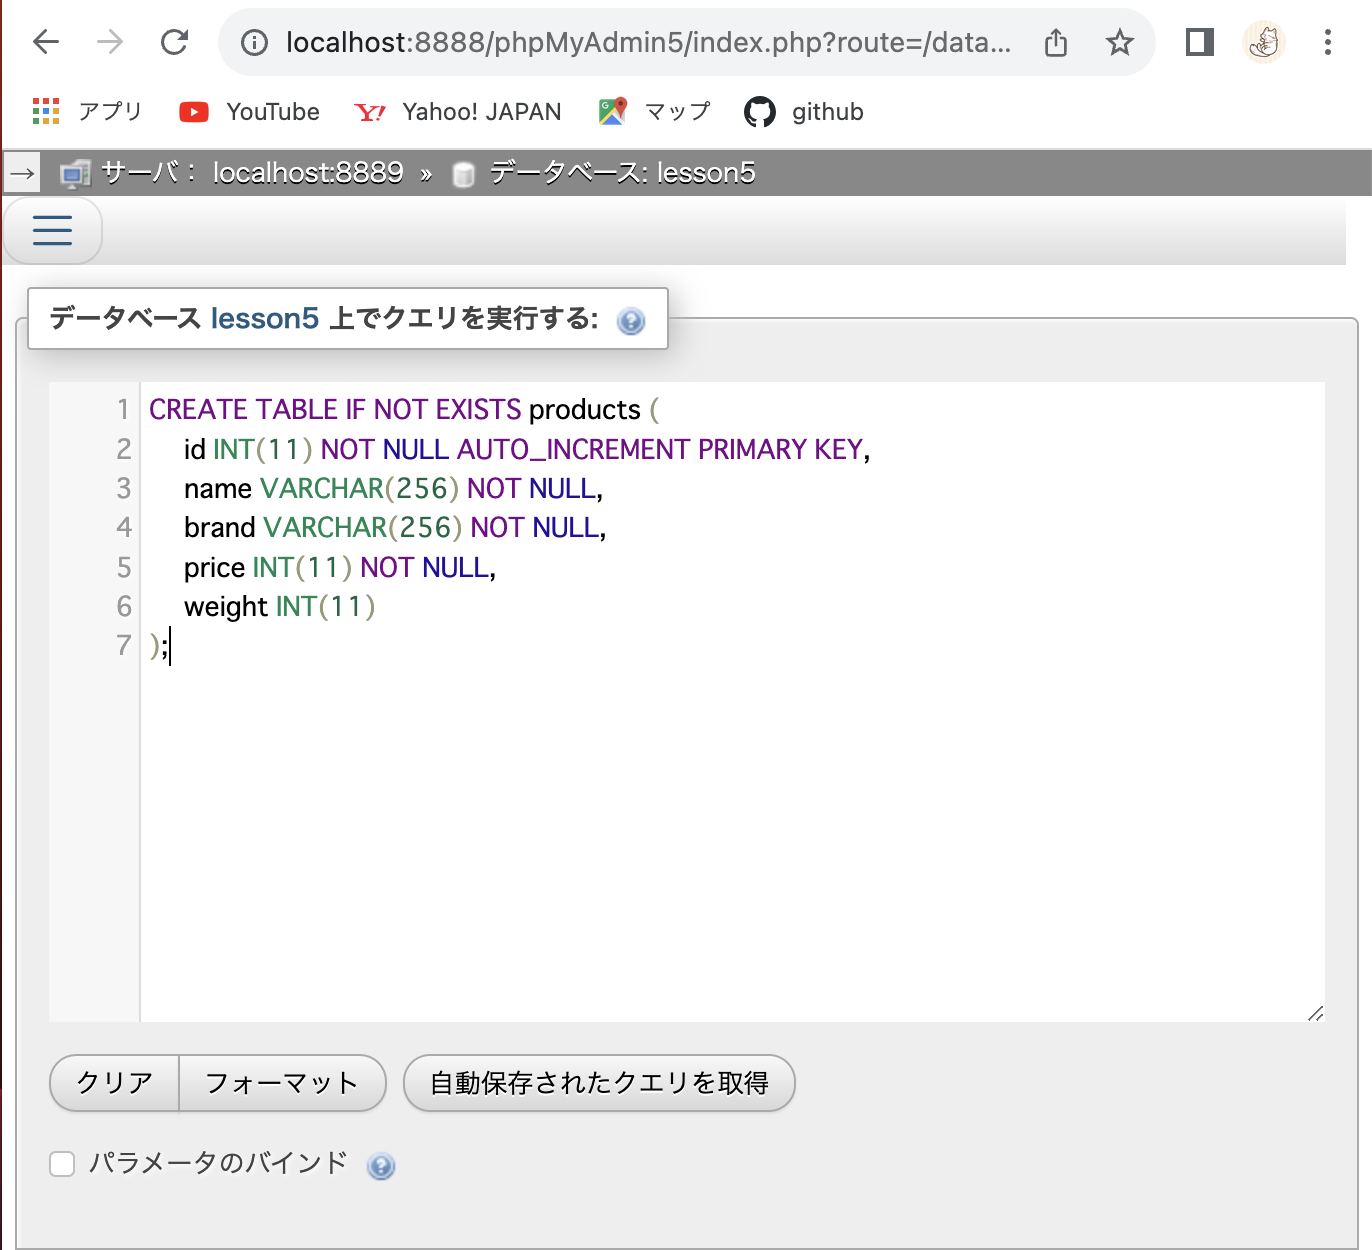 localhost:8888/phpMyAdmin5/index.php?route=/data...
アプリ YouTube Yahoo! JAPAN マップ github
→ サーバ： localhost:8889 » データベース: lesson5
データベース lesson5 上でクエリを実行する:
1 CREATE TABLE IF NOT EXISTS products (
2 id INT(11) NOT NULL AUTO_INCREMENT PRIMARY KEY,
3 name VARCHAR(256) NOT NULL,
4 brand VARCHAR(256) NOT NULL,
5 price INT(11) NOT NULL,
6 weight INT(11)
7 );
クリア フォーマット 自動保存されたクエリを取得
パラメータのバインド